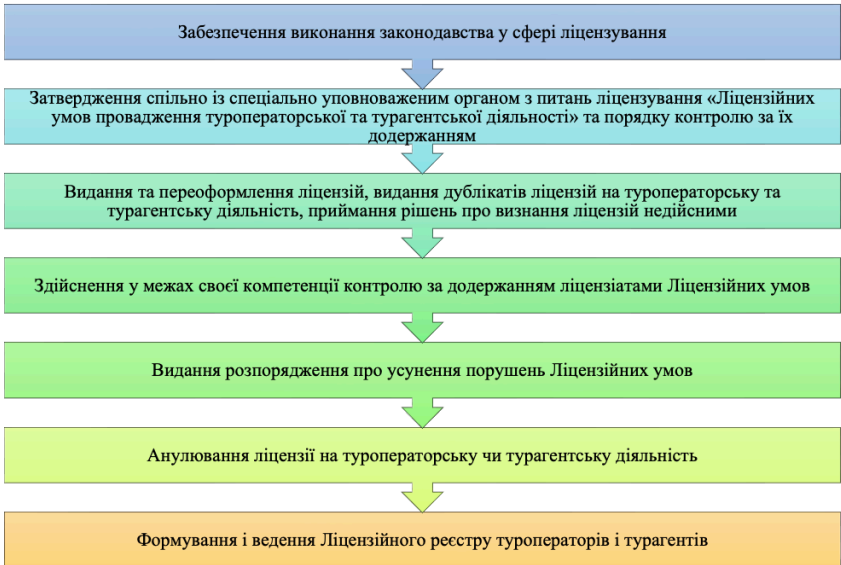 Забезпечення виконання законодавства у сфері ліцензування
Затвердження спільно із спеціально уповноваженим органом з питань ліцензування «Ліцензійних
умов провадження туроператорської та турагентської діяльності» та порядку контролю за їх
додержанням
Видання та переоформлення ліцензій, видання дублікатів ліцензій на туроператорську та
турагентську діяльність, приймання рішень про визнання ліцензій недійсними
Здійснення у межах своєї компетенції контролю за додержанням ліцензіатами Ліцензійних умов
Видання розпорядження про усунення порушень Ліцензійних умов
Анулювання ліцензії на туроператорську чи турагентську діяльність
Формування і ведення Ліцензійного реєстру туроператорів і турагентів